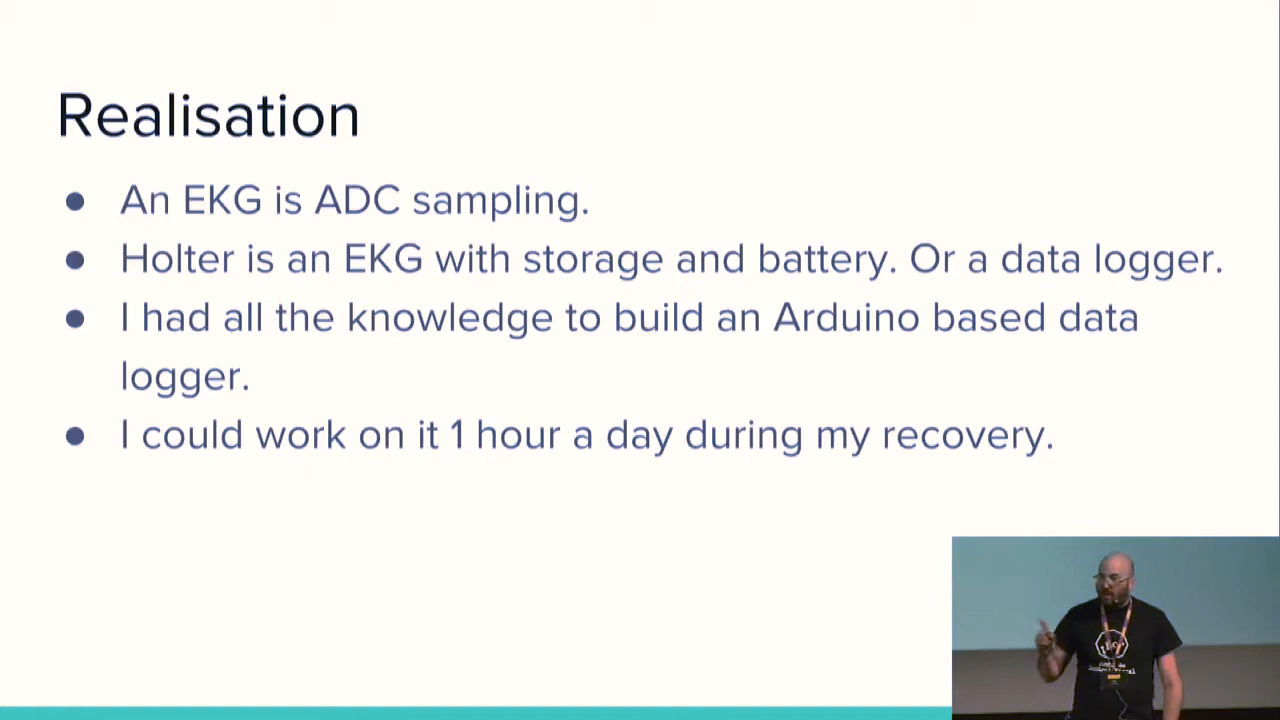 Realisation
● An EKG is ADC sampling.
● Holter is an EKG with storage and battery. Or a data logger.
● I had all the knowledge to build an Arduino based data
logger.
● I could work on it 1 hour a day during my recovery.